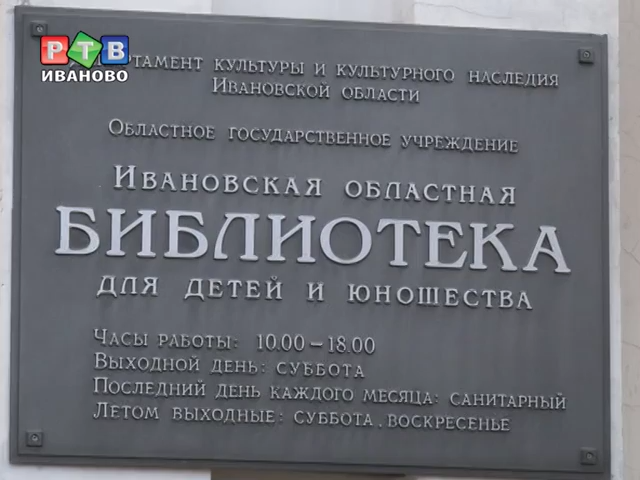 РТВ
ИВАНОВО
КУЛЬТУРЫ И КУЛЬТУРНОГО НАСЛЕДИЯ
ИВАНОВСКОЙ ОБЛАСТИ
ОБЛАСТНОЕ ГОСУДАРСТВЕННОЕ УЧРЕЖДЕНИЕ
ИВАНОВСКАЯ ОБЛАСТНАЯ
БИБЛИОТЕКА
ДЛЯ ДЕТЕЙ И ЮНОШЕСТВА
ЧАСЫ РАБОТЫ: 10.00 – 18.00
ВЫХОДНОЙ ДЕНЬ: СУББОТА
ПОСЛЕДНИЙ ДЕНЬ КАЖДОГО МЕСЯЦА: САНИТАРНЫЙ
ЛЕТОМ ВЫХОДНЫЕ: СУББОТА, ВОСКРЕСЕНЬЕ